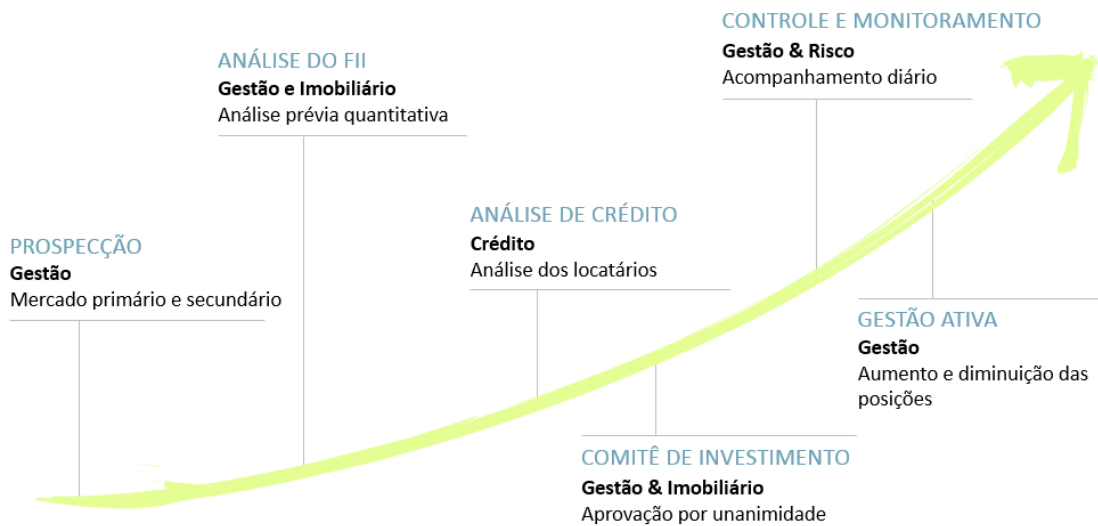 PROSPECÇÃO
Gestão
Mercado primário e secundário
ANÁLISE DO FII
Gestão e Imobiliário
Análise prévia quantitativa
ANÁLISE DE CRÉDITO
Crédito
Análise dos locatários
COMITÊ DE INVESTIMENTO
Gestão & Imobiliário
Aprovação por unanimidade
CONTROLE E MONITORAMENTO
Gestão & Risco
Acompanhamento diário
GESTÃO ATIVA
Gestão
Aumento e diminuição das
posições